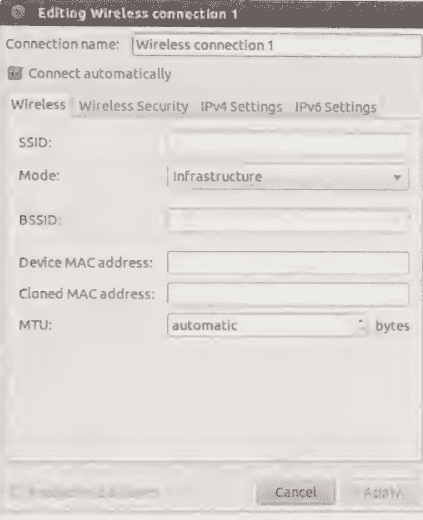 Editing Wireless connection 1
Connection name: Wireless connection 1
Connect automatically
Wireless Wireless Security IPv4 Settings IPv6 Settings
SSID:
Mode: Infrastructure
BSSID:
Device MAC address:
Cloned MAC address:
MTU: automatic bytes
Cancel Apply